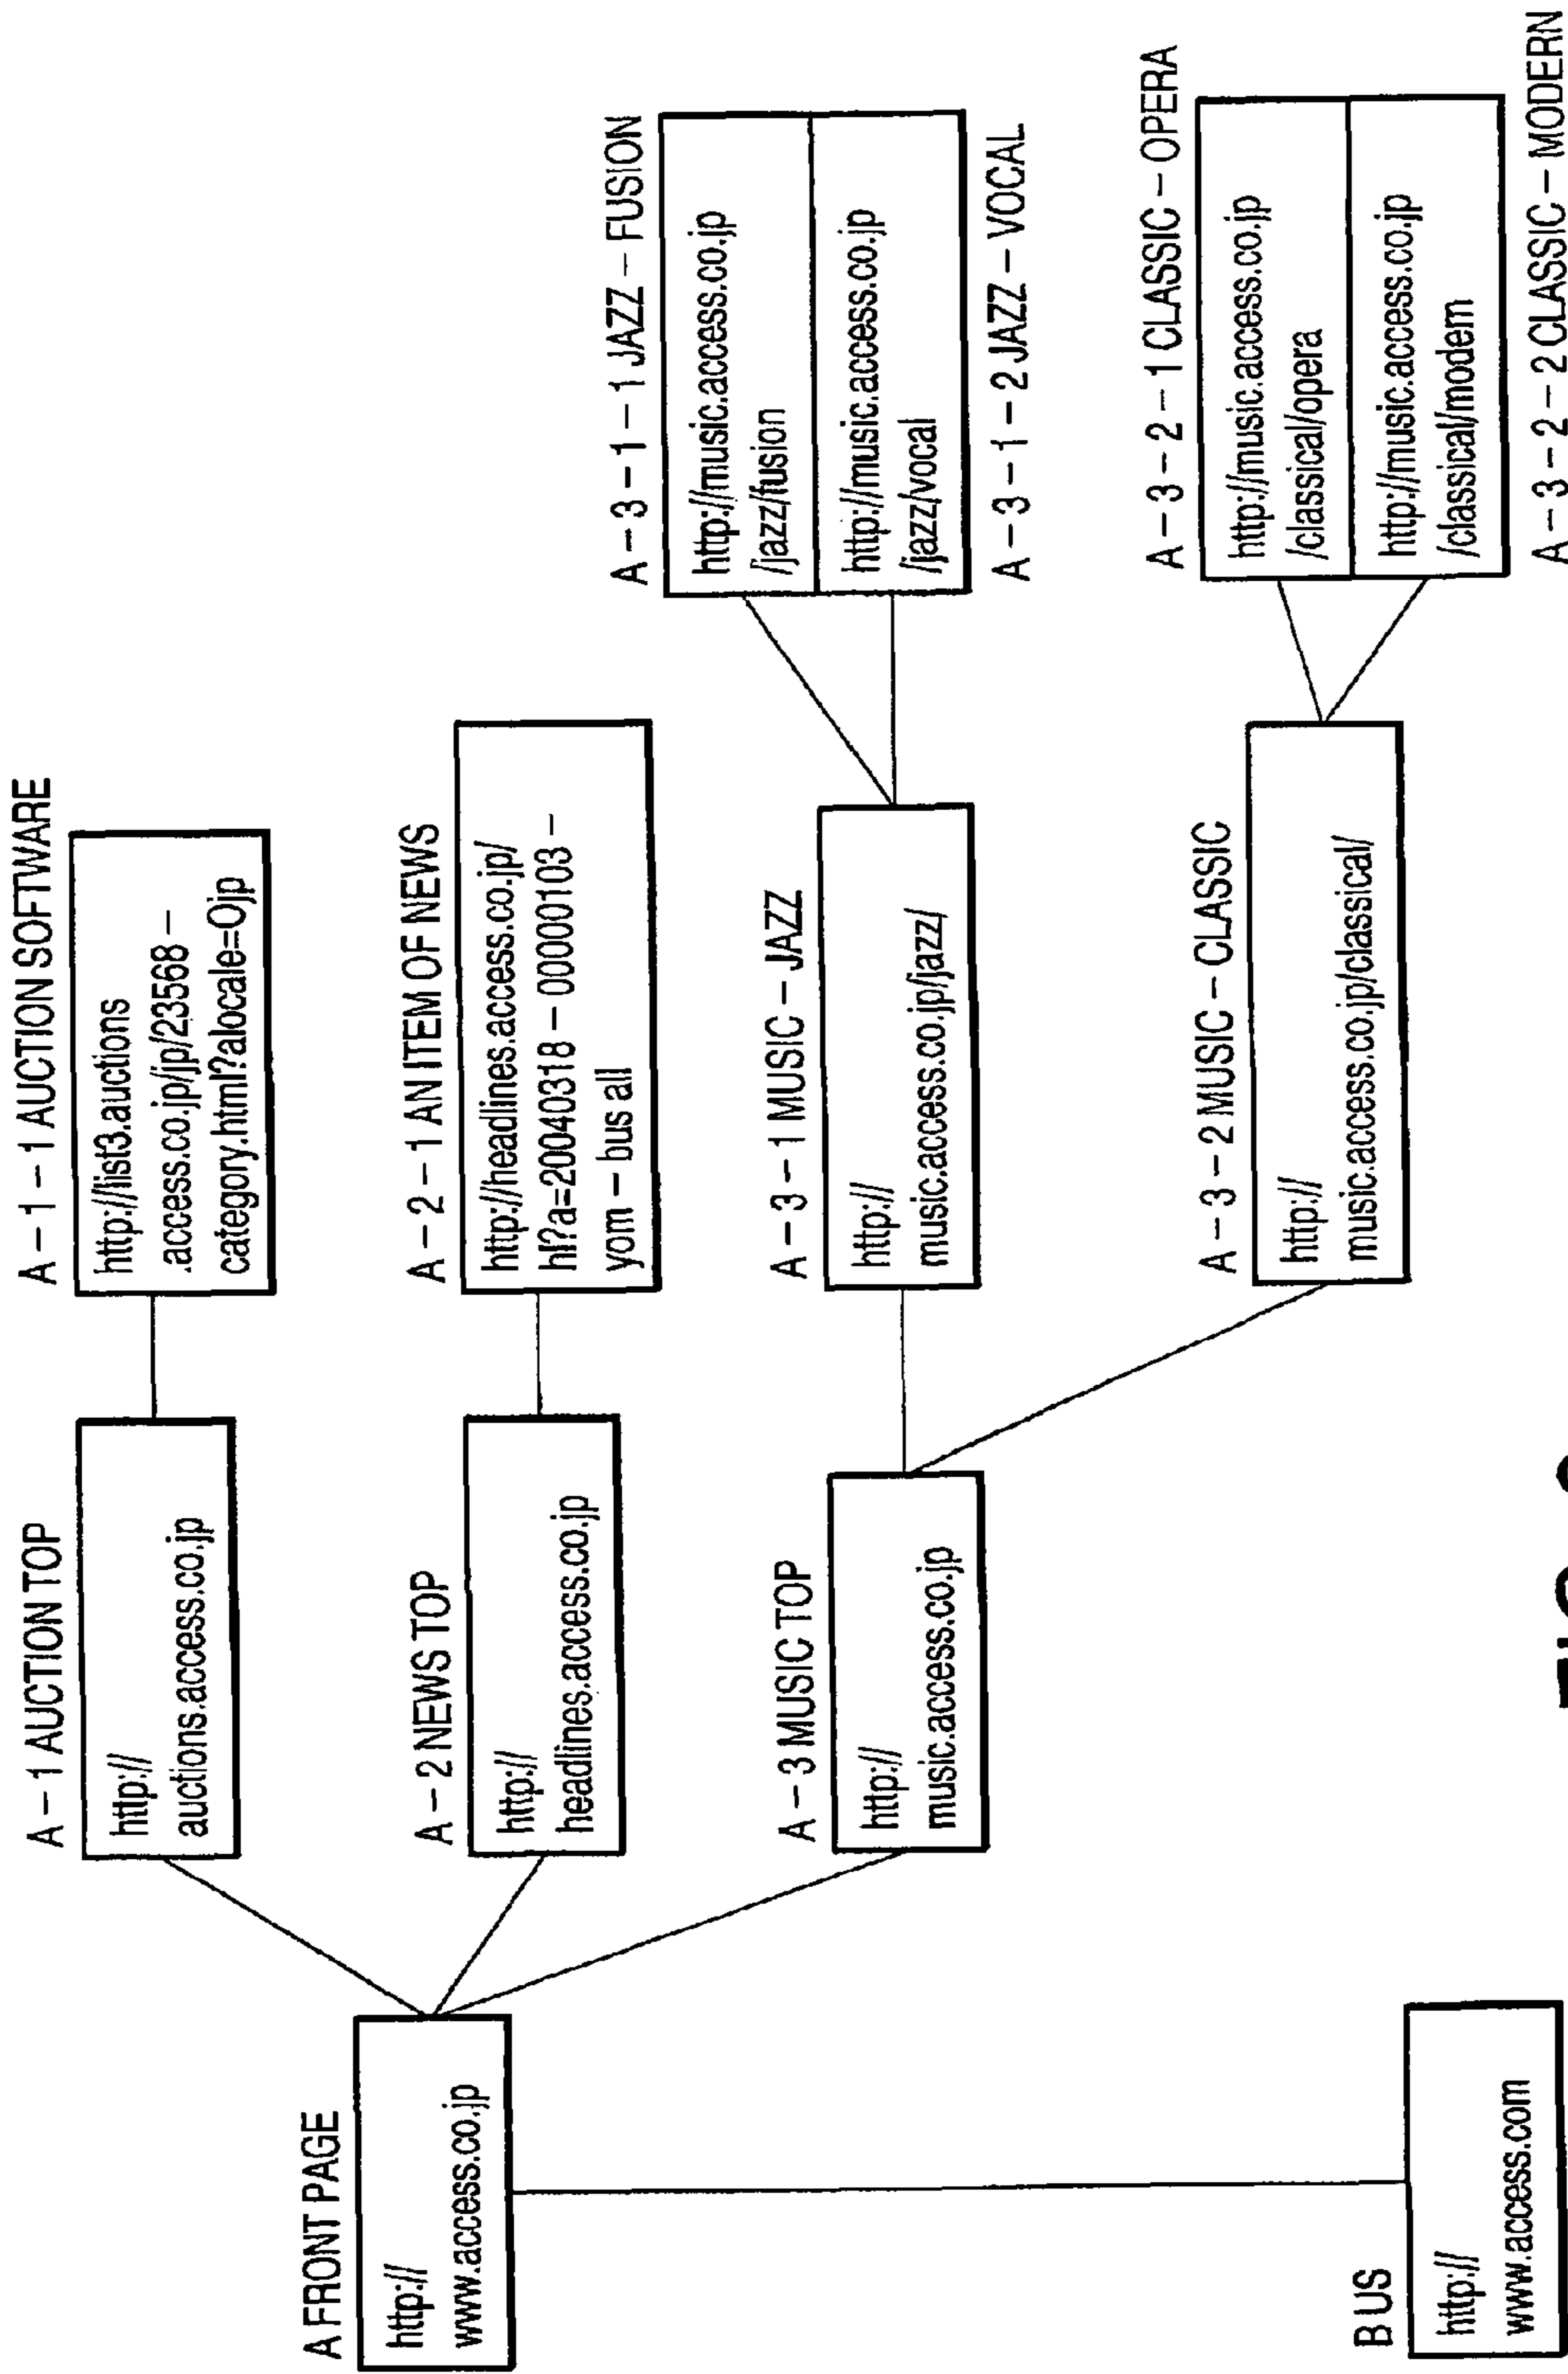 A FRONT PAGE
http://
www.access.co.jp
B US
http://
www.access.com
A – 1 AUCTION TOP
http://
auctions.access.co.jp
A – 2 NEWS TOP
http://
headlines.access.co.jp
A – 3 MUSIC TOP
http://
music.access.co.jp
A – 1 – 1 AUCTION SOFTWARE
http://list3.auctions
.access.co.jp/jp/23568 –
category.html?alocale=0jp
A – 2 – 1 AN ITEM OF NEWS
http://headlines.access.co.jp/
hl?a=20040318 – 00000103 –
yom – bus all
A – 3 – 1 MUSIC – JAZZ
http://
music.access.co.jp/jazz/
A – 3 – 2 MUSIC – CLASSIC
http://
music.access.co.jp/classical/
A – 3 – 1 – 1 JAZZ – FUSION
http://music.access.co.jp
/jazz/fusion
http://music.access.co.jp
/jazz/vocal
A – 3 – 1 – 2 JAZZ – VOCAL
A – 3 – 2 – 1 CLASSIC – OPERA
http://music.access.co.jp
/classical/opera
http://music.access.co.jp
/classical/modern
A – 3 – 2 – 2 CLASSIC – MODERN